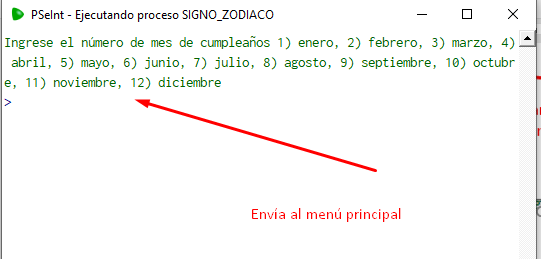 PSeInt - Ejecutando proceso SIGNO_ZODIACO
Ingrese el número de mes de cumpleaños 1) enero, 2) febrero, 3) marzo, 4)
abril, 5) mayo, 6) junio, 7) julio, 8) agosto, 9) septiembre, 10) octubr
e, 11) noviembre, 12) diciembre
>
Envía al menú principal